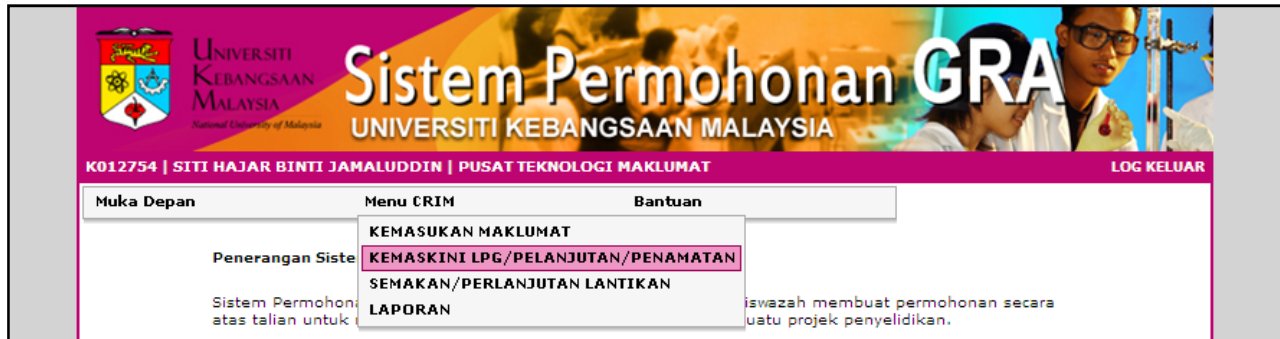 UNIVERSITI
KEBANGSAAN
MALAYSIA
National University of Malaysia
Sistem Permohonan GRA
UNIVERSITI KEBANGSAAN MALAYSIA
K012754 | SITI HAJAR BINTI JAMALUDDIN | PUSAT TEKNOLOGI MAKLUMAT
LOG KELUAR
Muka Depan Menu CRIM Bantuan
KEMASUKAN MAKLUMAT
KEMASKINI LPG/PELANJUTAN/PENAMATAN
SEMAKAN/PERLANJUTAN LANTIKAN
LAPORAN
Penerangan Siste
Sistem Permohona iswazah membuat permohonan secara
atas talian untuk uatu projek penyelidikan.